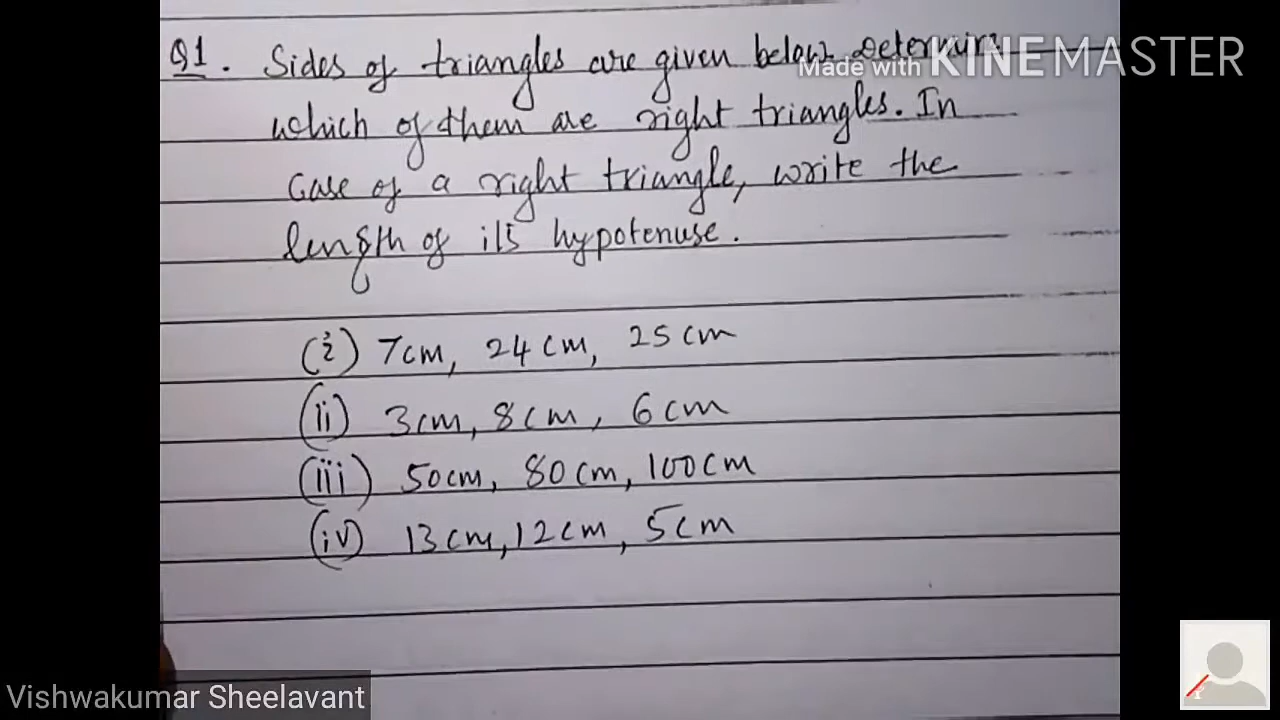 Q1. Sides of triangles are given below Determine
Made with KINEMASTER
which of them are right triangles. In
case of a right triangle, write the
length of its hypotenuse.
(i) 7cm, 24cm, 25cm
(ii) 3cm, 8cm, 6cm
(iii) 50cm, 80cm, 100cm
(iv) 13cm, 12cm, 5cm
Vishwakumar Sheelavant